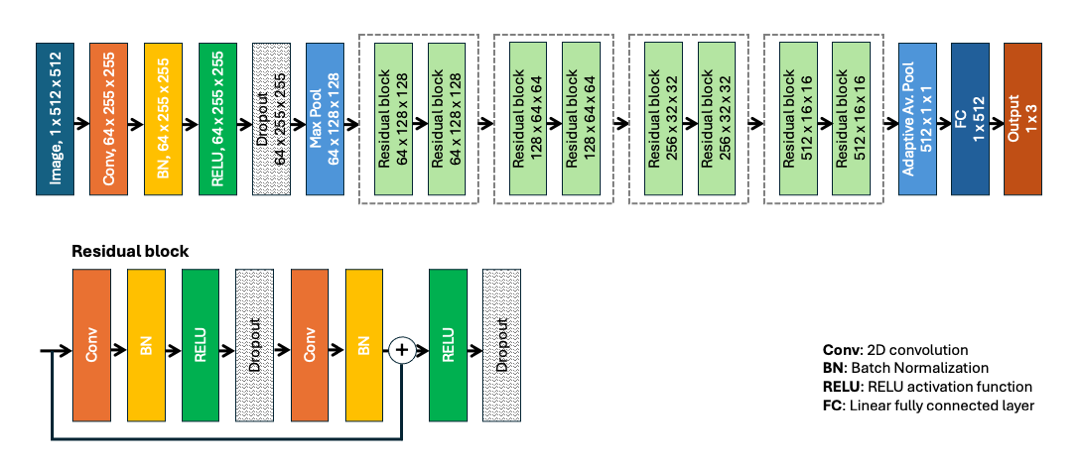 Image, 1 x 512 x 512
Conv, 64 x 255 x 255
BN, 64 x 255 x 255
RELU, 64 x 255 x 255
Dropout
64 x 255 x 255
Max Pool
64 x 128 x 128
Residual block
64 x 128 x 128
Residual block
64 x 128 x 128
Residual block
128 x 64 x 64
Residual block
128 x 64 x 64
Residual block
256 x 32 x 32
Residual block
256 x 32 x 32
Residual block
512 x 16 x 16
Residual block
512 x 16 x 16
Adaptive Av. Pool
512 x 1 x 1
FC
1 x 512
Output
1 x 3
Residual block
Conv
BN
RELU
Dropout
Conv
BN
+
RELU
Dropout
Conv: 2D convolution
BN: Batch Normalization
RELU: RELU activation function
FC: Linear fully connected layer